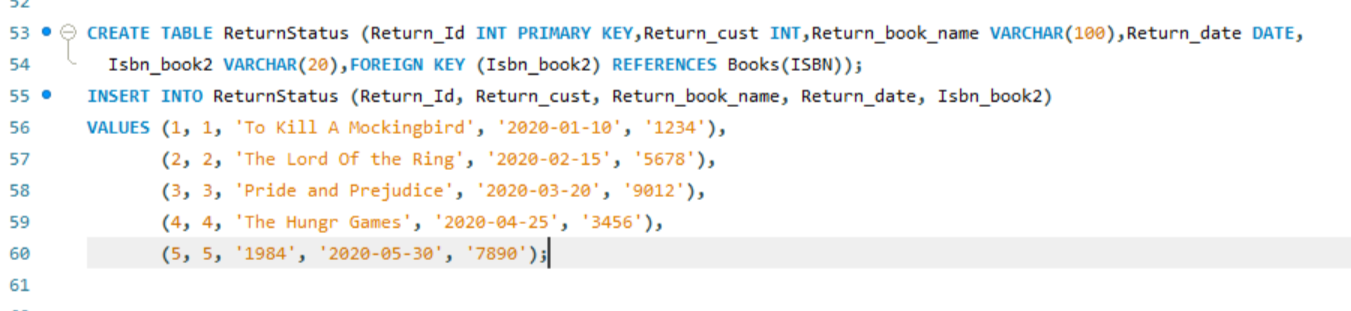 52
53 CREATE TABLE ReturnStatus (Return_Id INT PRIMARY KEY,Return_cust INT,Return_book_name VARCHAR(100),Return_date DATE,
54 Isbn_book2 VARCHAR(20),FOREIGN KEY (Isbn_book2) REFERENCES Books(ISBN));
55 INSERT INTO ReturnStatus (Return_Id, Return_cust, Return_book_name, Return_date, Isbn_book2)
56 VALUES (1, 1, 'To Kill A Mockingbird', '2020-01-10', '1234'),
57 (2, 2, 'The Lord Of the Ring', '2020-02-15', '5678'),
58 (3, 3, 'Pride and Prejudice', '2020-03-20', '9012'),
59 (4, 4, 'The Hungr Games', '2020-04-25', '3456'),
60 (5, 5, '1984', '2020-05-30', '7890');
61